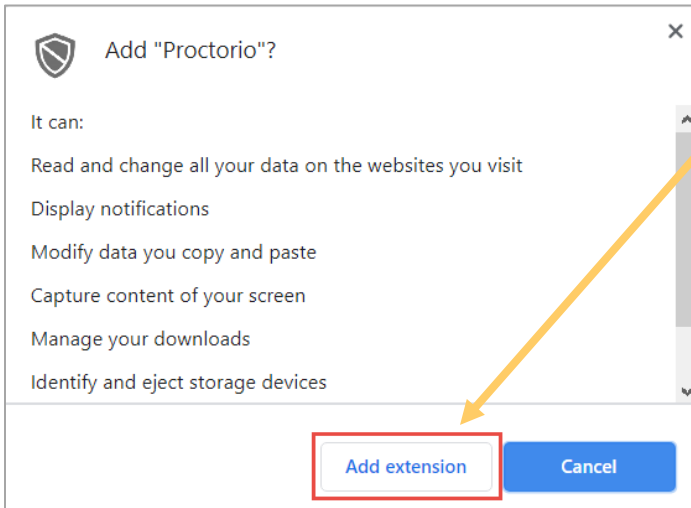 Add "Proctorio"?
It can:
Read and change all your data on the websites you visit
Display notifications
Modify data you copy and paste
Capture content of your screen
Manage your downloads
Identify and eject storage devices
Add extension
Cancel